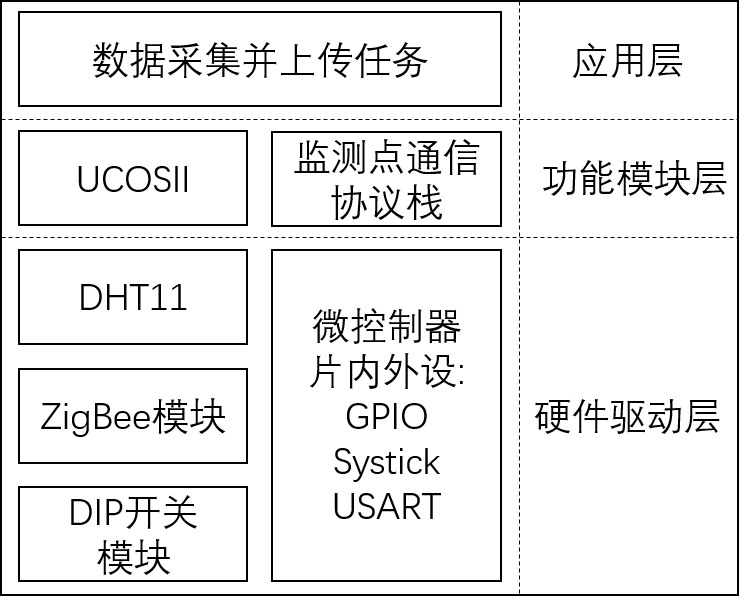 数据采集并上传任务
应用层
UCOSII
监测点通信
协议栈
功能模块层
DHT11
ZigBee模块
DIP开关
模块
微控制器
片内外设:
GPIO
Systick
USART
硬件驱动层